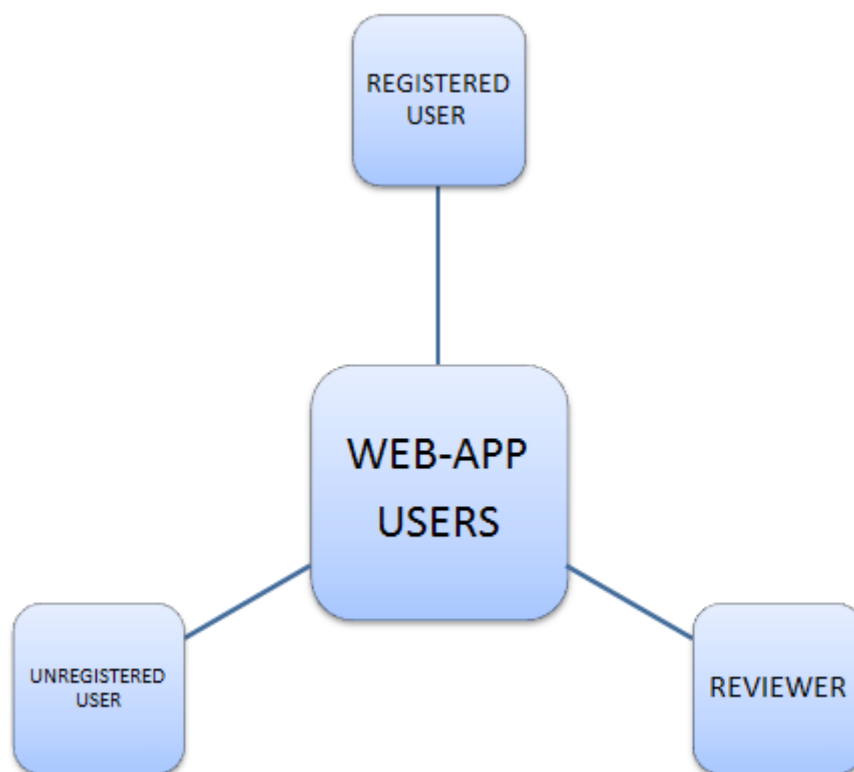 REGISTERED
USER
WEB-APP
USERS
UNREGISTERED
USER
REVIEWER